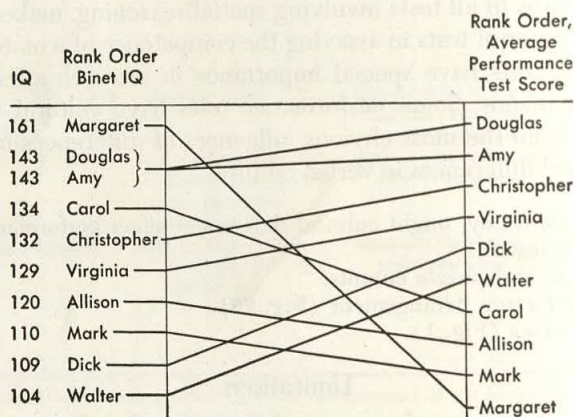 IQ
Rank Order
Binet IQ
Rank Order,
Average
Performance
Test Score
161 Margaret
143 Douglas
143 Amy
134 Carol
132 Christopher
129 Virginia
120 Allison
110 Mark
109 Dick
104 Walter
Douglas
Amy
Christopher
Virginia
Dick
Walter
Carol
Allison
Mark
Margaret